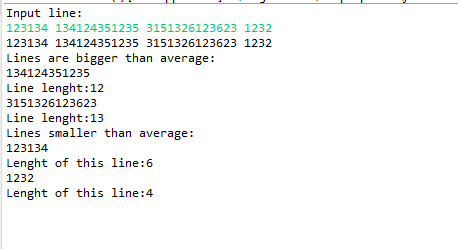 Input line:
123134 134124351235 3151326123623 1232
123134 134124351235 3151326123623 1232
Lines are bigger than average:
134124351235
Line lenght:12
3151326123623
Line lenght:13
Lines smaller than average:
123134
Lenght of this line:6
1232
Lenght of this line:4